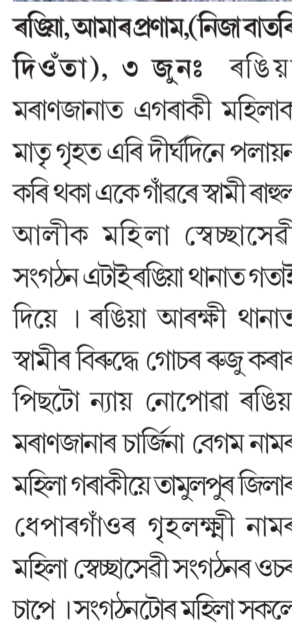 ৰঙিয়া, আমাৰ প্ৰণাম,(নিজা বাতৰি
দিওঁতা), ৩ জুনঃ ৰঙিয়া
মৰাণজানাত এগৰাকী মহিলাক
মাতৃ গৃহত এৰি দীৰ্ঘদিনে পলায়ন
কৰি থকা একে গাঁৱৰে স্বামী ৰাহুল
আলীক মহিলা স্বেচ্ছাসেৱী
সংগঠন এটাই ৰঙিয়া থানাত গতাই
দিয়ে । ৰঙিয়া আৰক্ষী থানাত
স্বামীৰ বিৰুদ্ধে গোচৰ ৰুজু কৰাৰ
পিছটো ন্যায় নোপোৱা ৰঙিয়া
মৰাণজানাৰ চাৰ্জিনা বেগম নামৰ
মহিলা গৰাকীয়ে তামুলপুৰ জিলাৰ
ধেপাৰগাঁওৰ গৃহলক্ষ্মী নামৰ
মহিলা স্বেচ্ছাসেৱী সংগঠনৰ ওচৰ
চাপে । সংগঠনটোৰ মহিলা সকলে